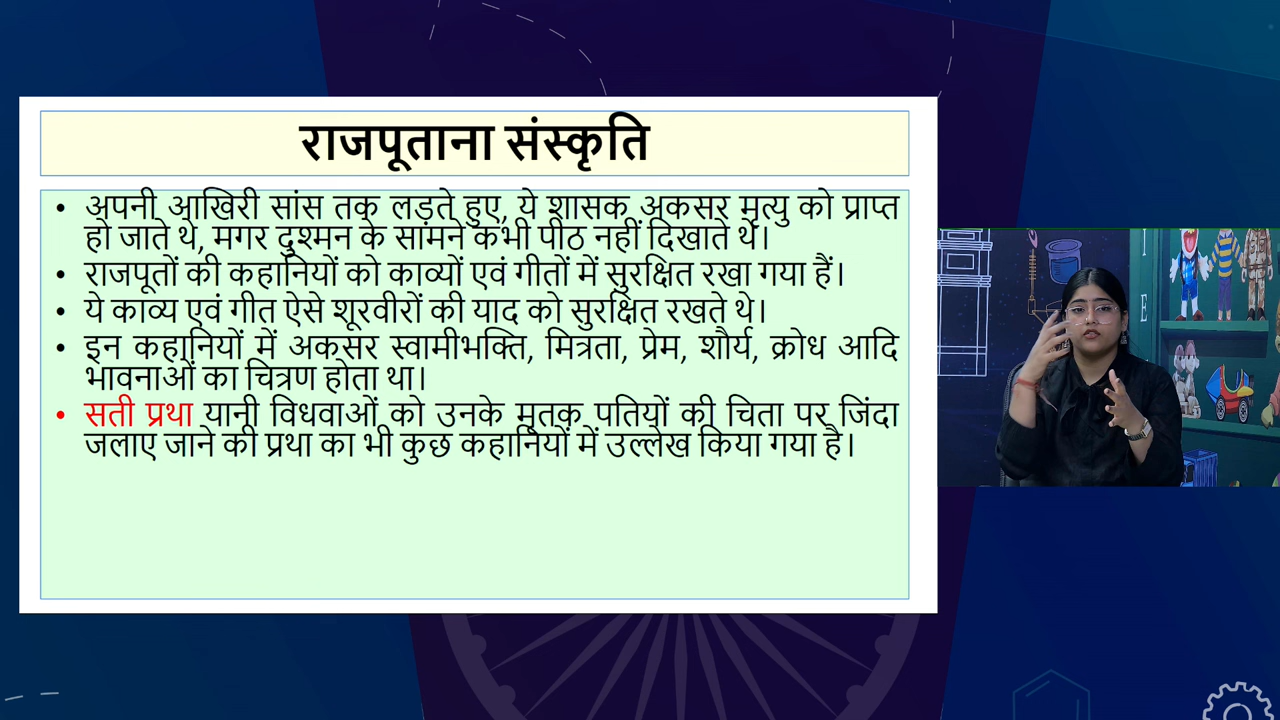 राजपूताना संस्कृति
• अपनी आखिरी सांस तक लड़ते हुए, ये शासक अकसर मृत्यु को प्राप्त
हो जाते थे, मगर दुश्मन के सामने कभी पीठ नहीं दिखाते थे।
• राजपूतों की कहानियों को काव्यों एवं गीतों में सुरक्षित रखा गया हैं।
• ये काव्य एवं गीत ऐसे शूरवीरों की याद को सुरक्षित रखते थे।
• इन कहानियों में अकसर स्वामीभक्ति, मित्रता, प्रेम, शौर्य, क्रोध आदि
भावनाओं का चित्रण होता था।
• सती प्रथा यानी विधवाओं को उनके मृतक पतियों की चिता पर जिंदा
जलाए जाने की प्रथा का भी कुछ कहानियों में उल्लेख किया गया है।
I
E